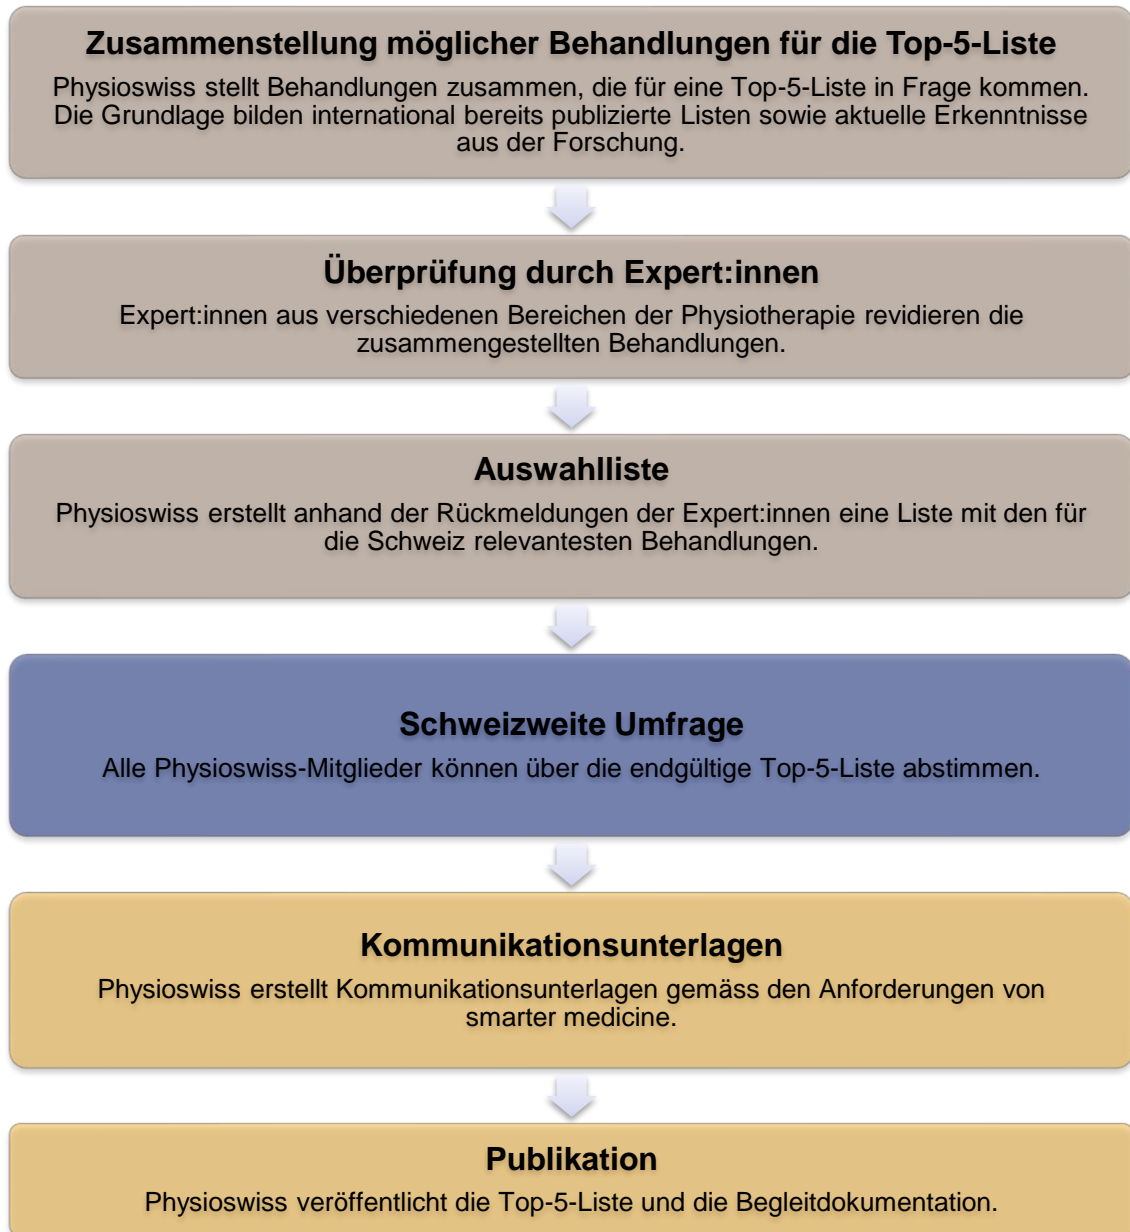 Zusammenstellung möglicher Behandlungen für die Top-5-Liste
Physioswiss stellt Behandlungen zusammen, die für eine Top-5-Liste in Frage kommen.
Die Grundlage bilden international bereits publizierte Listen sowie aktuelle Erkenntnisse
aus der Forschung.
Überprüfung durch Expert:innen
Expert:innen aus verschiedenen Bereichen der Physiotherapie revidieren die
zusammengestellten Behandlungen.
Auswahlliste
Physioswiss erstellt anhand der Rückmeldungen der Expert:innen eine Liste mit den für
die Schweiz relevantesten Behandlungen.
Schweizweite Umfrage
Alle Physioswiss-Mitglieder können über die endgültige Top-5-Liste abstimmen.
Kommunikationsunterlagen
Physioswiss erstellt Kommunikationsunterlagen gemäss den Anforderungen von
smarter medicine.
Publikation
Physioswiss veröffentlicht die Top-5-Liste und die Begleitdokumentation.